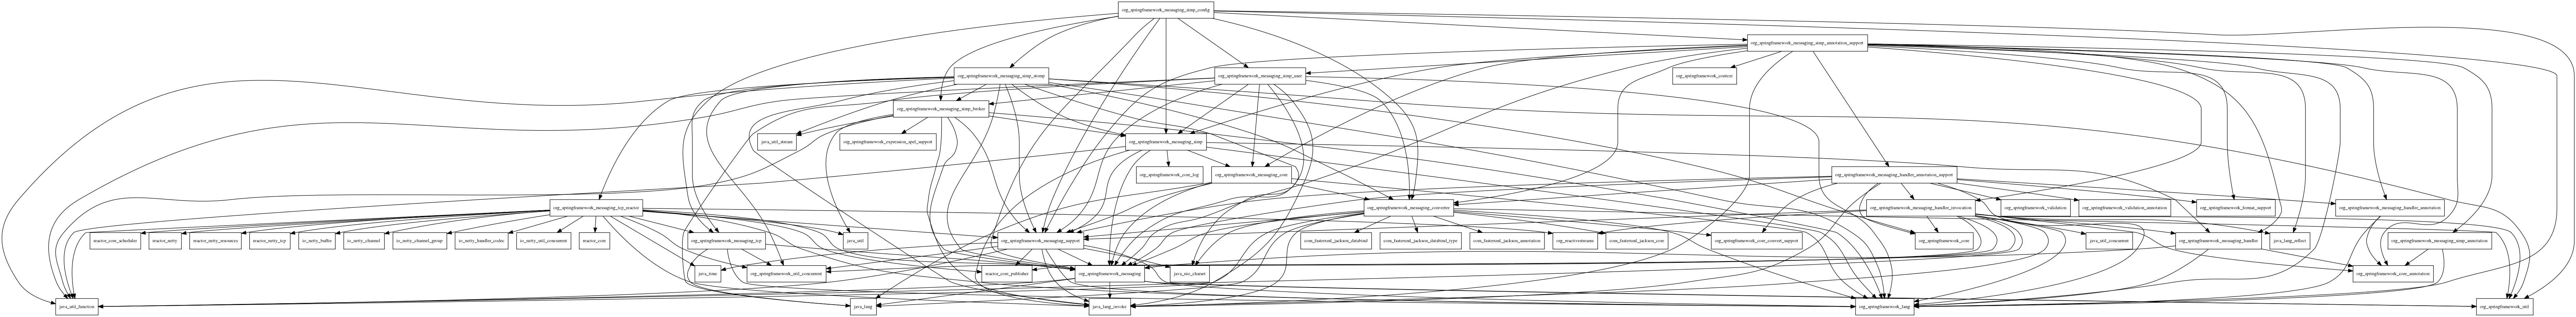 org_springframework_messaging_simp_config
org_springframework_messaging_simp_annotation_support
org_springframework_messaging_simp_stomp
org_springframework_messaging_simp_user
org_springframework_context
org_springframework_messaging_simp_broker
java_util_stream
org_springframework_expression_spel_support
org_springframework_messaging_simp
org_springframework_core_log
org_springframework_messaging_core
org_springframework_messaging_handler_annotation_support
org_springframework_messaging_tcp_reactor
org_springframework_messaging_converter
org_springframework_messaging_handler_invocation
org_springframework_validation
org_springframework_validation_annotation
org_springframework_format_support
org_springframework_messaging_handler_annotation
reactor_core_scheduler
reactor_netty
reactor_netty_resources
reactor_netty_tcp
io_netty_buffer
io_netty_channel
io_netty_channel_group
io_netty_handler_codec
io_netty_util_concurrent
reactor_core
org_springframework_messaging_tcp
java_util
org_springframework_messaging_support
com_fasterxml_jackson_databind
com_fasterxml_jackson_databind_type
com_fasterxml_jackson_annotation
org_reactivestreams
com_fasterxml_jackson_core
org_springframework_core_convert_support
org_springframework_core
java_util_concurrent
org_springframework_messaging_handler
java_lang_reflect
org_springframework_messaging_simp_annotation
java_time
org_springframework_util_concurrent
reactor_core_publisher
org_springframework_messaging
java_nio_charset
org_springframework_core_annotation
java_util_function
java_lang
java_lang_invoke
org_springframework_lang
org_springframework_util